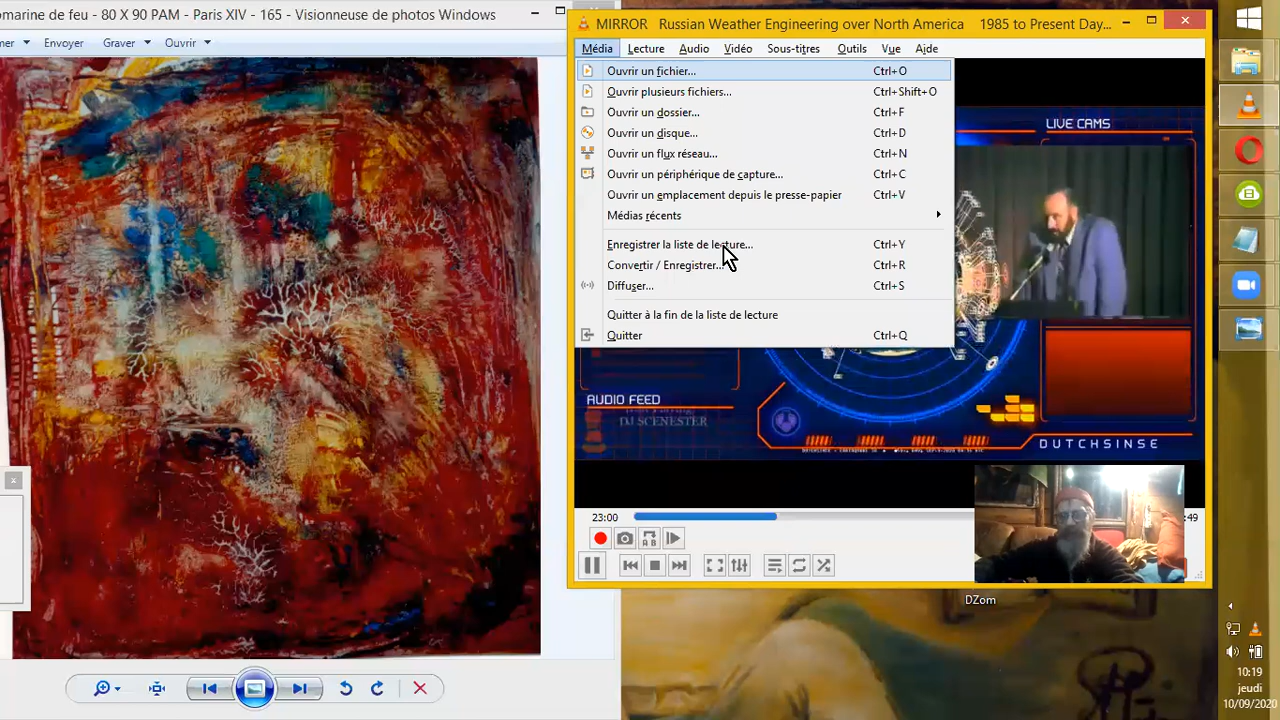 omarine de feu - 80 X 90 PAM - Paris XIV - 165 - Visionneuse de photos Windows
mer Envoyer Graver Ouvrir
MIRROR Russian Weather Engineering over North America 1985 to Present Day...
Média Lecture Audio Vidéo Sous-titres Outils Vue Aide
Ouvrir un fichier... Ctrl+O
Ouvrir plusieurs fichiers... Ctrl+Shift+O
Ouvrir un dossier... Ctrl+F
Ouvrir un disque... Ctrl+D
Ouvrir un flux réseau... Ctrl+N
Ouvrir un périphérique de capture... Ctrl+C
Ouvrir un emplacement depuis le presse-papier Ctrl+V
Médias récents
Enregistrer la liste de lecture... Ctrl+Y
Convertir / Enregistrer... Ctrl+R
Diffuser... Ctrl+S
Quitter à la fin de la liste de lecture
Quitter Ctrl+Q
LIVE CAMS
AUDIO FEED
DJ SCENESTER
DUTCHSINSE
23:00 :49
A B
DZom
10:19
jeudi
10/09/2020